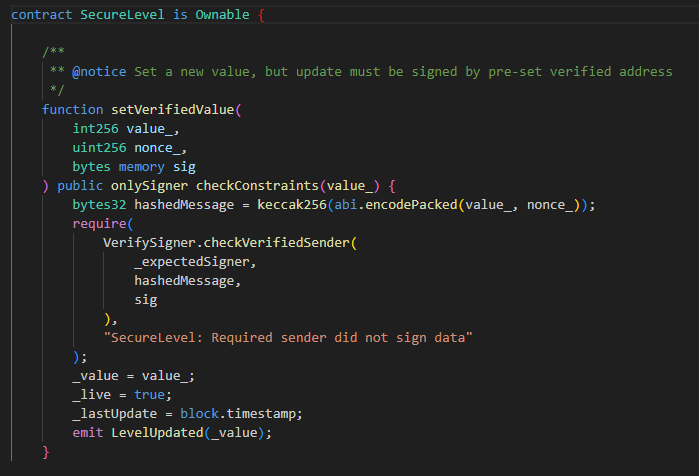 contract SecureLevel is Ownable {
/**
** @notice Set a new value, but update must be signed by pre-set verified address
*/
function setVerifiedValue(
int256 value_,
uint256 nonce_,
bytes memory sig
) public onlySigner checkConstraints(value_) {
bytes32 hashedMessage = keccak256(abi.encodePacked(value_, nonce_));
require(
VerifySigner.checkVerifiedSender(
_expectedSigner,
hashedMessage,
sig
),
"SecureLevel: Required sender did not sign data"
);
_value = value_;
_live = true;
_lastUpdate = block.timestamp;
emit LevelUpdated(_value);
}